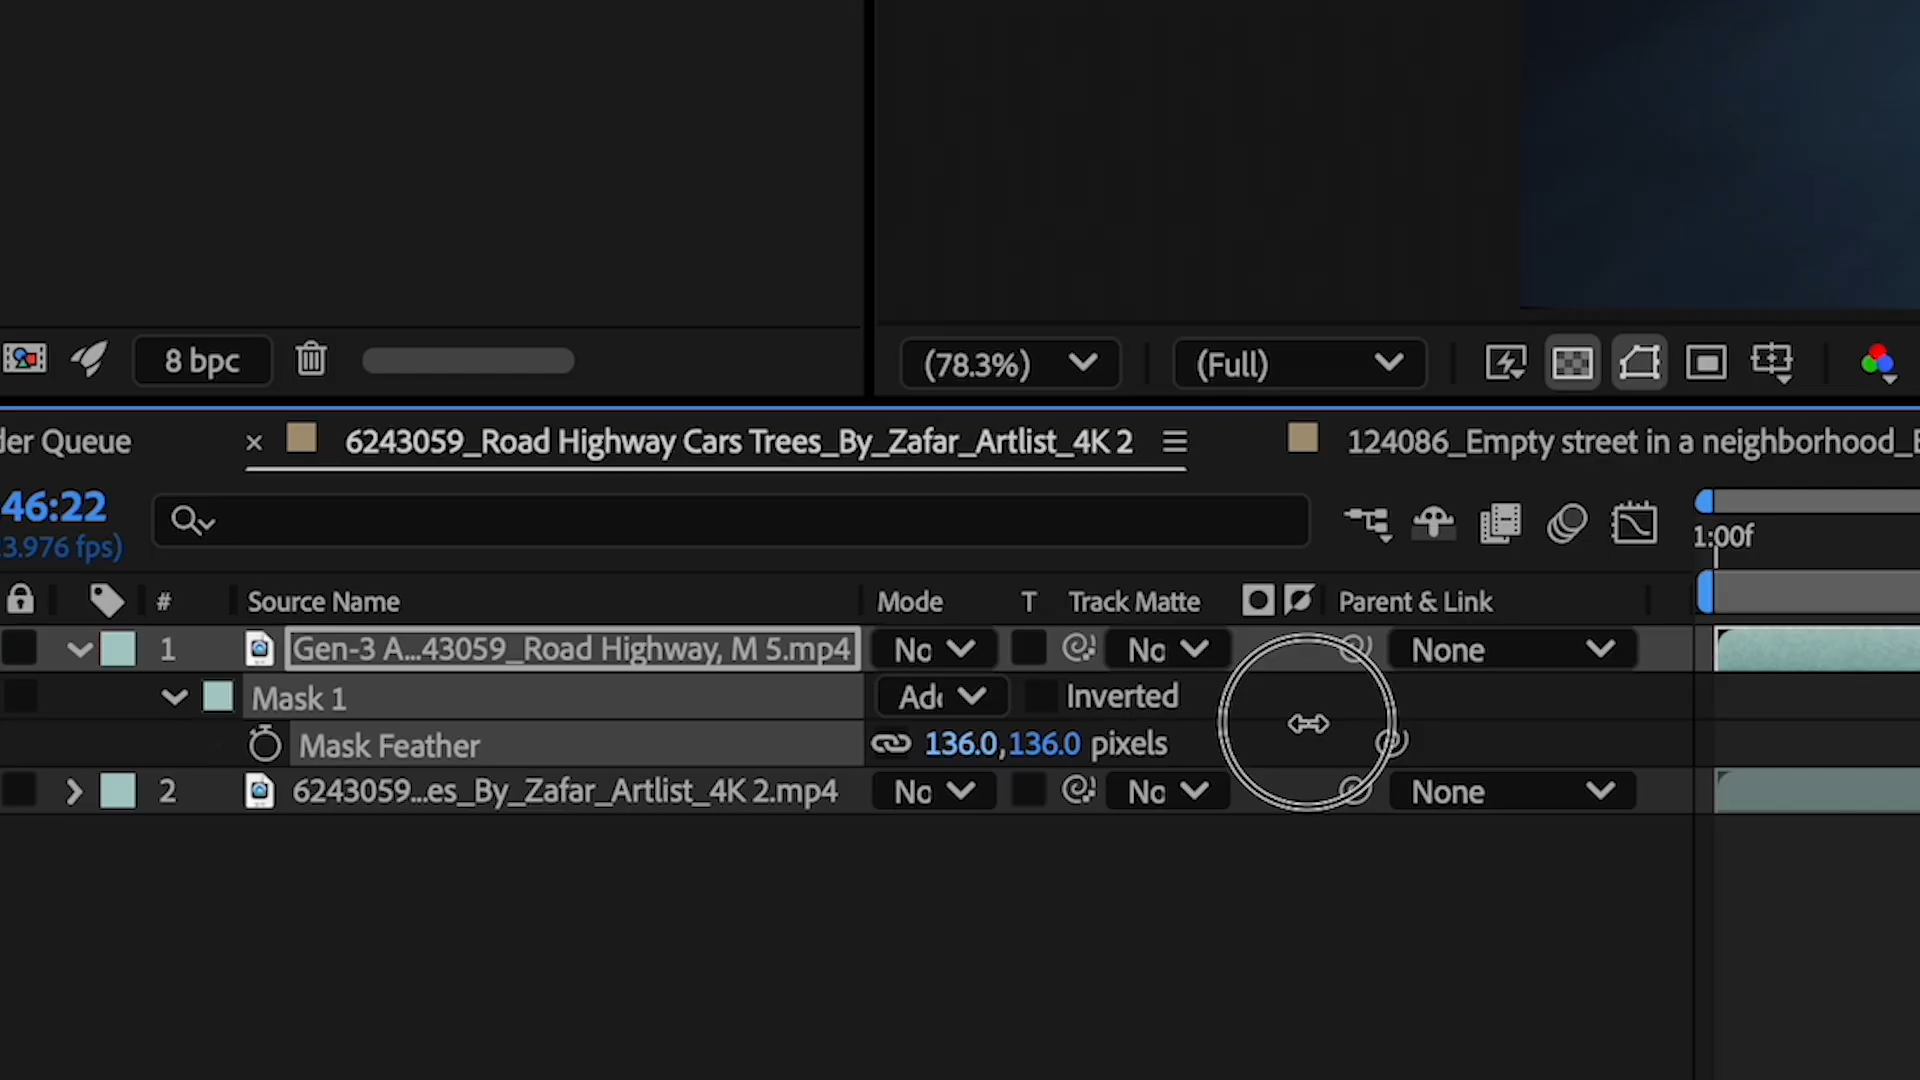 8 bpc
(78.3%)
(Full)
der Queue
6243059_Road Highway Cars Trees_By_Zafar_Artlist_4K 2
124086_Empty street in a neighborhood_
46:22
3.976 fps)
1:00f
# Source Name Mode T Track Matte Parent & Link
1 Gen-3 A...43059_Road Highway, M 5.mp4 No No None
Mask 1 Add Inverted
Mask Feather 136.0,136.0 pixels
2 6243059...es_By_Zafar_Artlist_4K 2.mp4 No No None